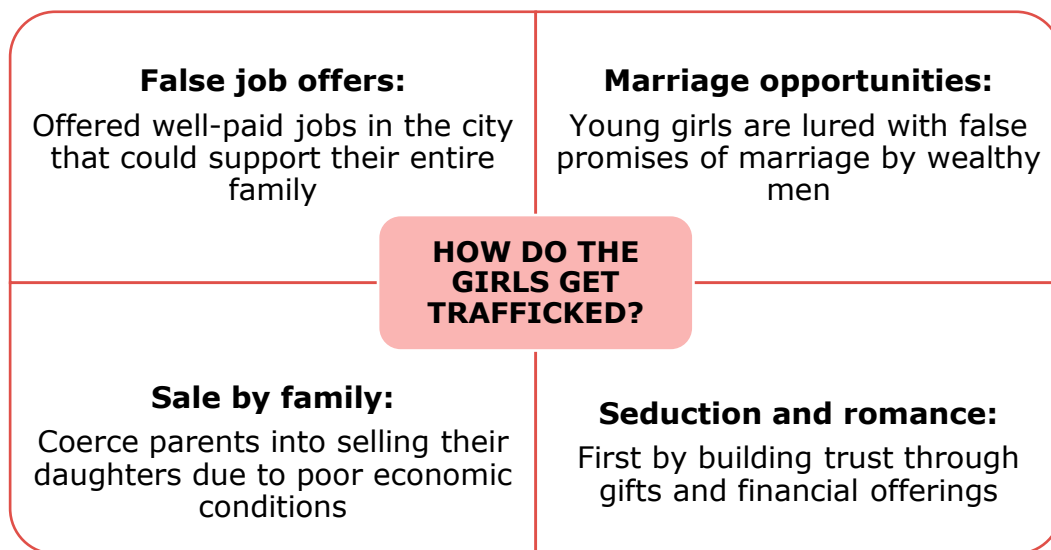 False job offers:
Offered well-paid jobs in the city
that could support their entire
family
Marriage opportunities:
Young girls are lured with false
promises of marriage by wealthy
men
HOW DO THE
GIRLS GET
TRAFFICKED?
Sale by family:
Coerce parents into selling their
daughters due to poor economic
conditions
Seduction and romance:
First by building trust through
gifts and financial offerings